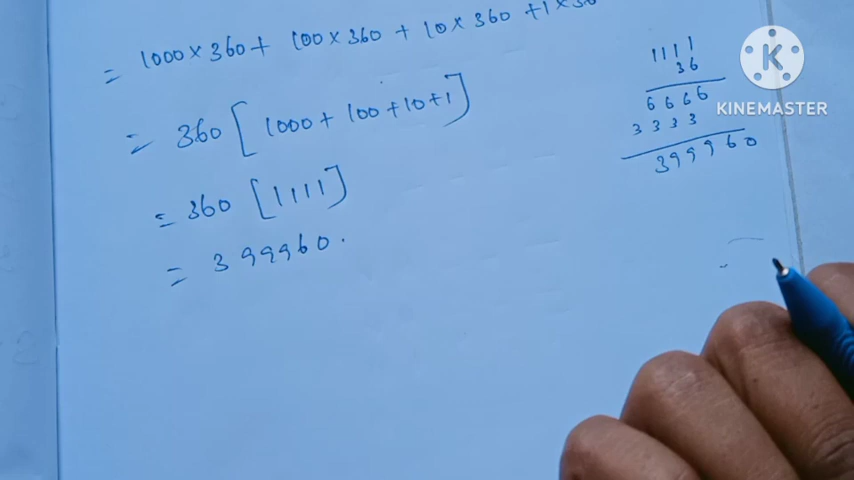 = 1000 × 360 + 100 × 360 + 10 × 360 + 1 × 36
= 360 [ 1000 + 100 + 10 + 1 ]
= 360 [ 1111 ]
= 399960.
1111
36
6666
3333
399960
K
KINEMASTER